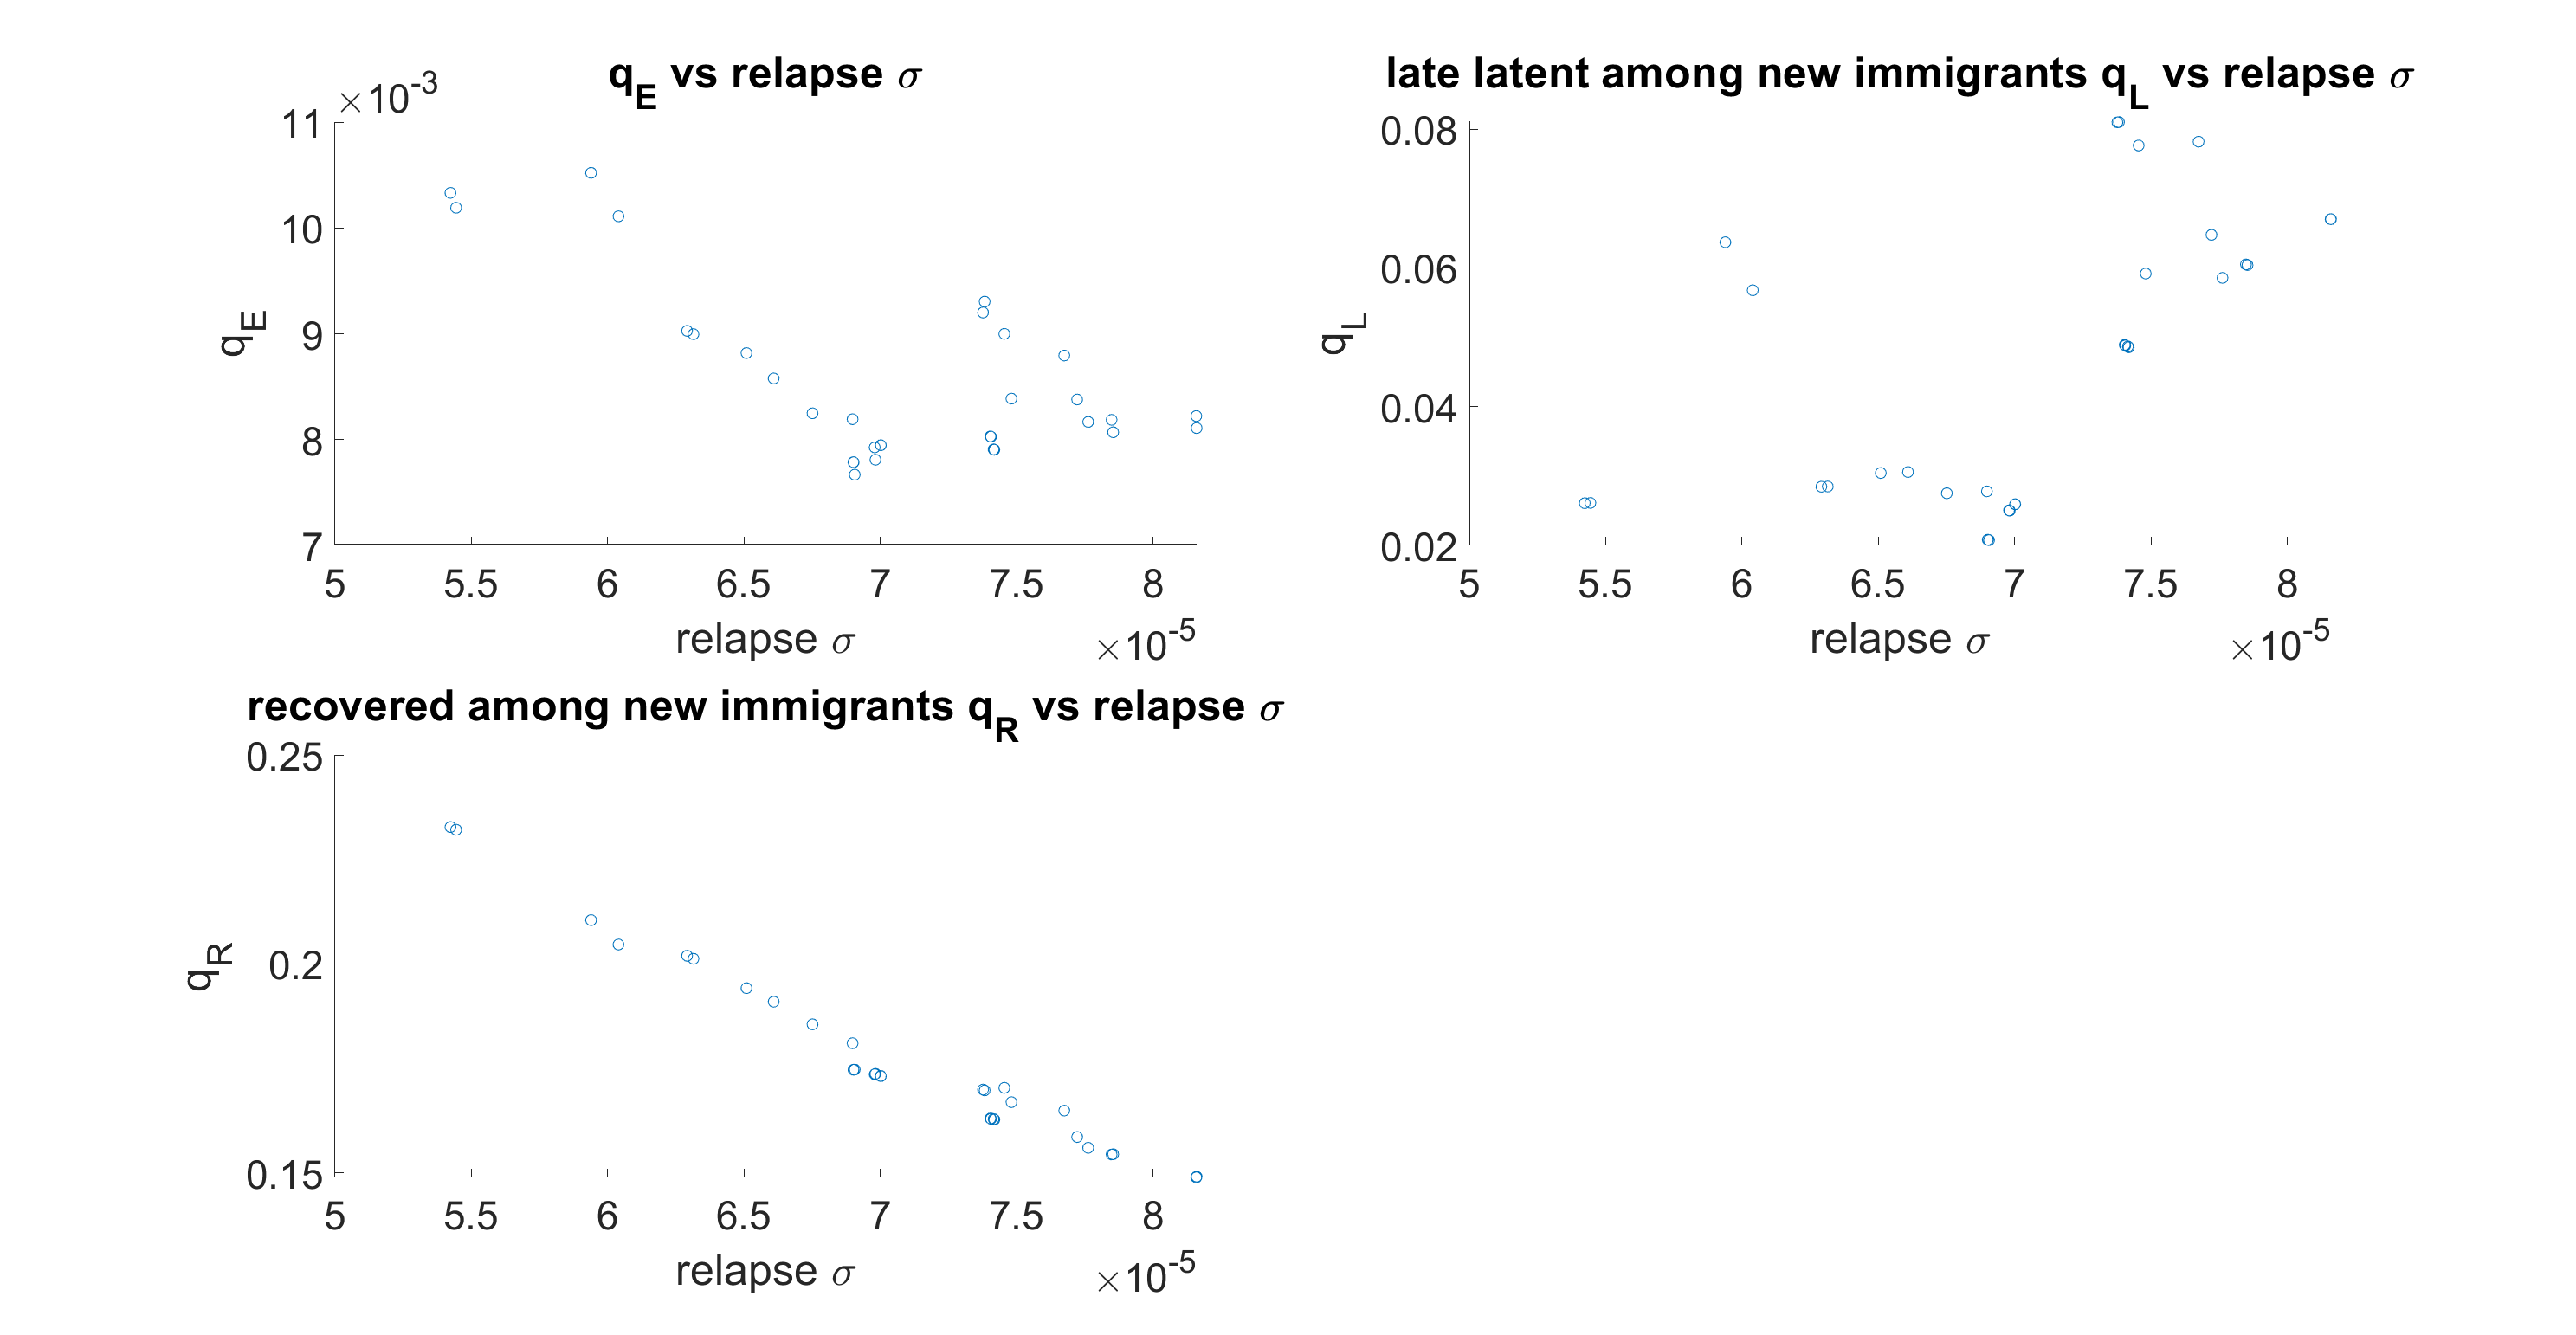 q_E vs relapse σ
×10^-3
11
10
9
8
7
q_E
5 5.5 6 6.5 7 7.5 8
relapse σ
×10^-5
late latent among new immigrants q_L vs relapse σ
0.08
0.06
0.04
0.02
q_L
5 5.5 6 6.5 7 7.5 8
relapse σ
×10^-5
recovered among new immigrants q_R vs relapse σ
0.25
0.2
0.15
q_R
5 5.5 6 6.5 7 7.5 8
relapse σ
×10^-5